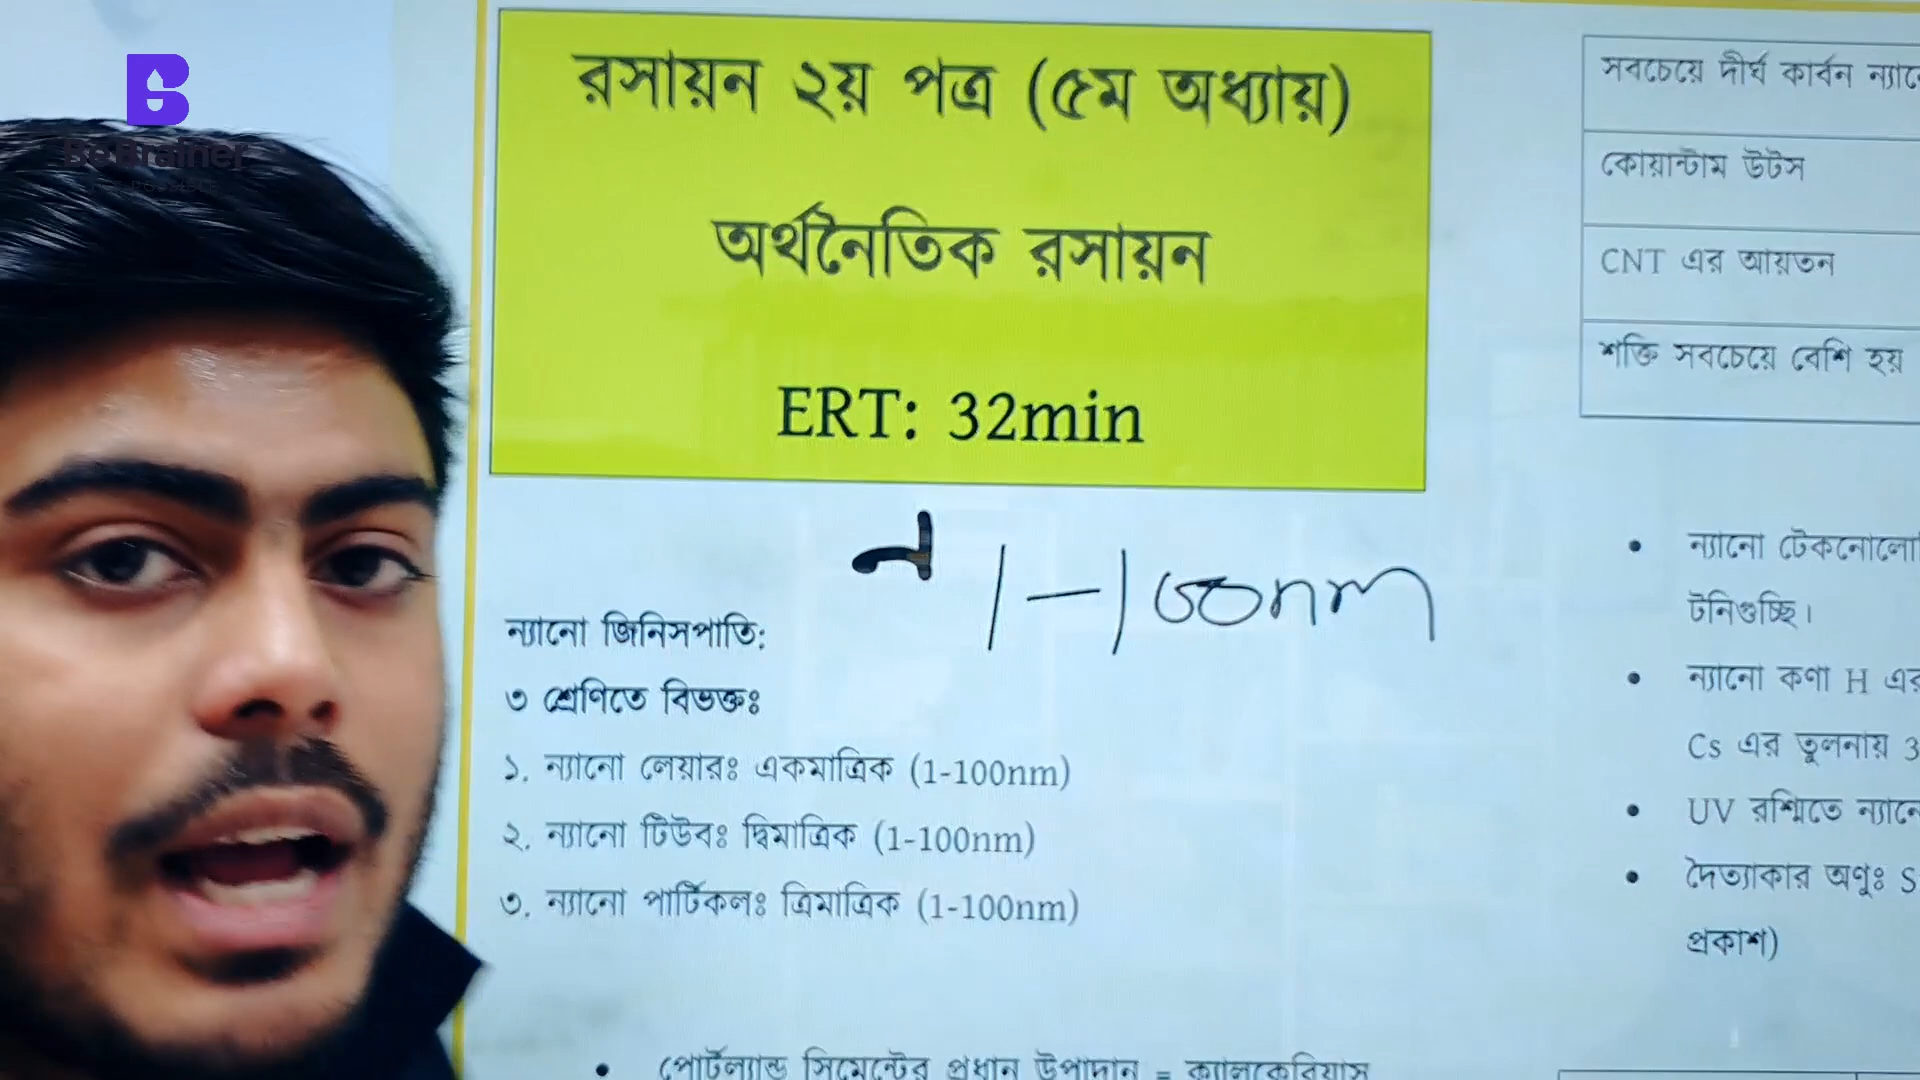 BeBrainer
রসায়ন ২য় পত্র (৫ম অধ্যায়)
অর্থনৈতিক রসায়ন
ERT: 32min
1-100nm
ন্যানো জিনিসপাতি:
৩ শ্রেণিতে বিভক্তঃ
১. ন্যানো লেয়ারঃ একমাত্রিক (1-100nm)
২. ন্যানো টিউবঃ দ্বিমাত্রিক (1-100nm)
৩. ন্যানো পার্টিকলঃ ত্রিমাত্রিক (1-100nm)
• পোর্টল্যান্ড সিমেন্টের প্রধান উপাদান =
সবচেয়ে দীর্ঘ কার্বন
কোয়ান্টাম উটস
CNT এর আয়তন
শক্তি সবচেয়ে বেশি হয়
• ন্যানো
টনিগুচ্ছি।
• ন্যানো কণা H এর
Cs এর তুলনায় 3
• UV রশ্মিতে
• দৈত্যাকার অণুঃ S
প্রকাশ)